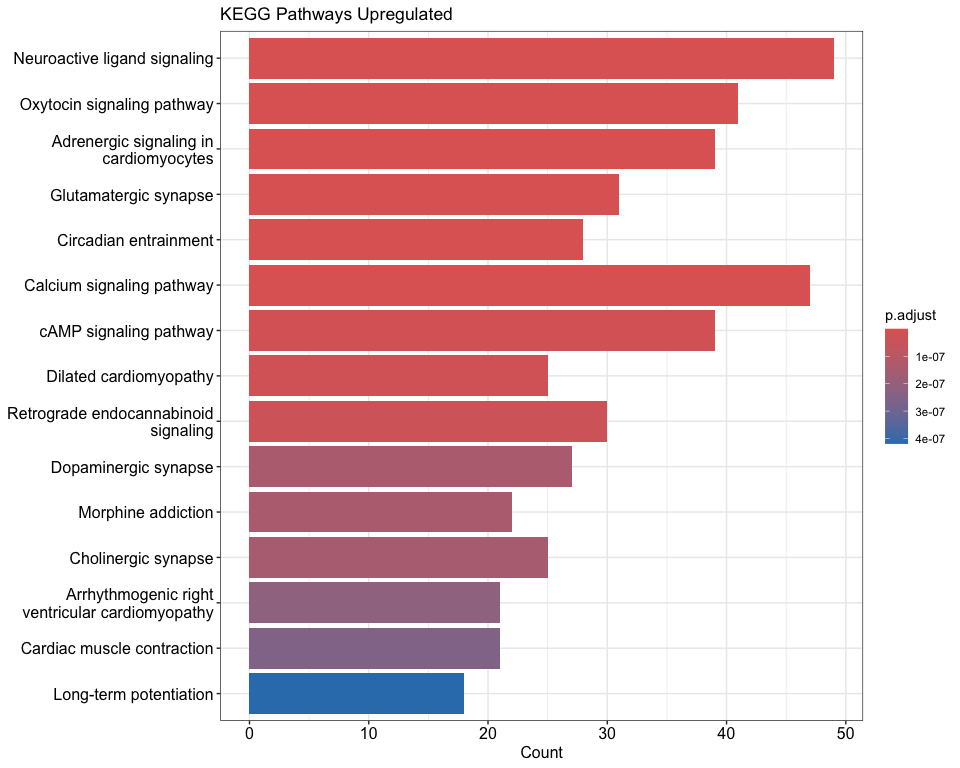 KEGG Pathways Upregulated
Neuroactive ligand signaling
Oxytocin signaling pathway
Adrenergic signaling in
cardiomyocytes
Glutamatergic synapse
Circadian entrainment
Calcium signaling pathway
cAMP signaling pathway
Dilated cardiomyopathy
Retrograde endocannabinoid
signaling
Dopaminergic synapse
Morphine addiction
Cholinergic synapse
Arrhythmogenic right
ventricular cardiomyopathy
Cardiac muscle contraction
Long-term potentiation
0 10 20 30 40 50
Count
p.adjust
1e-07
2e-07
3e-07
4e-07